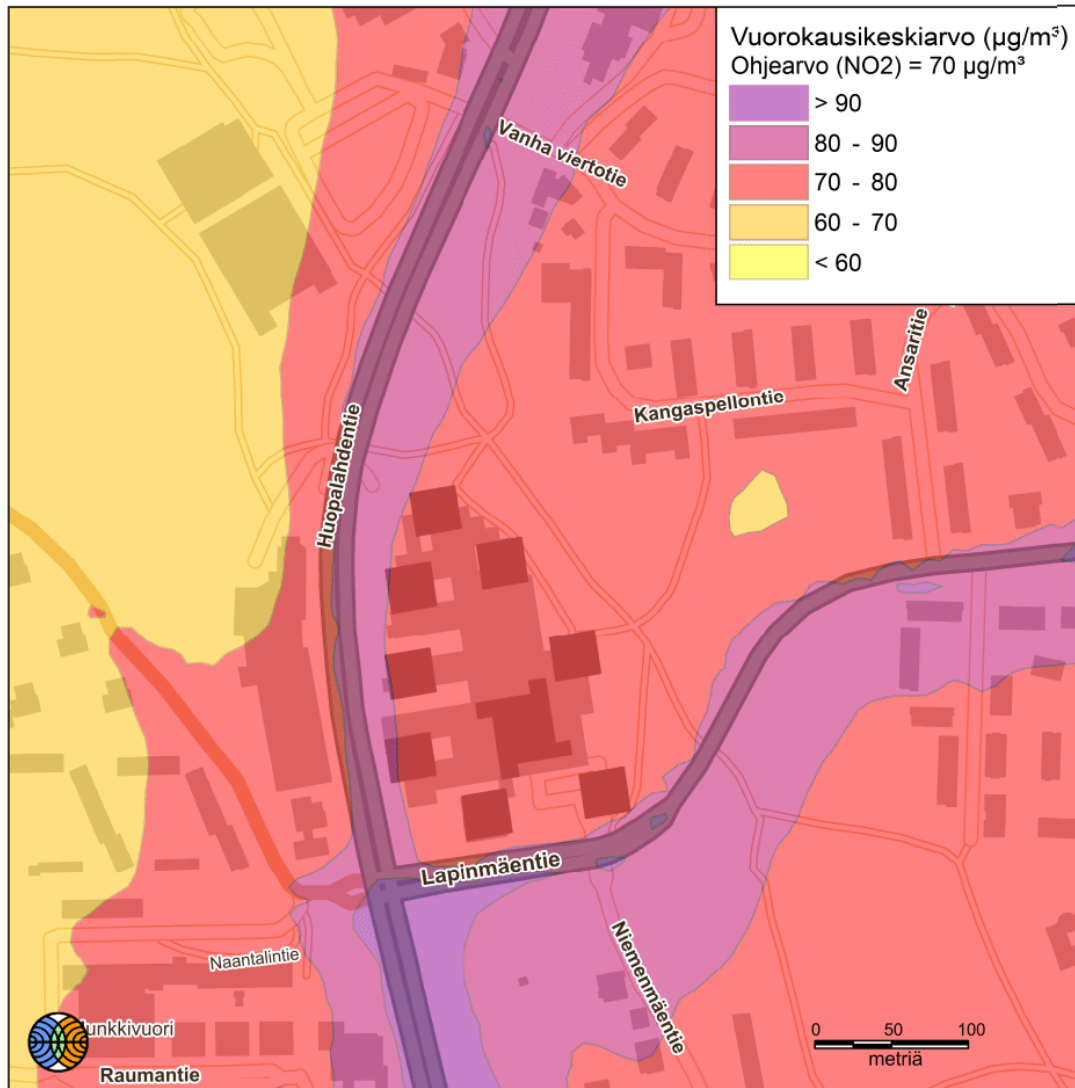 Vuorokausikeskiarvo (µg/m³)
Ohjearvo (NO2) = 70 µg/m³
> 90
80 - 90
70 - 80
60 - 70
< 60
Vanha viertotie
Ansaritie
Kangaspellontie
Huopalahdentie
Lapinmäentie
Niemenmäentie
Naantalintie
unkkivuori
Raumantie
0 50 100
metriä